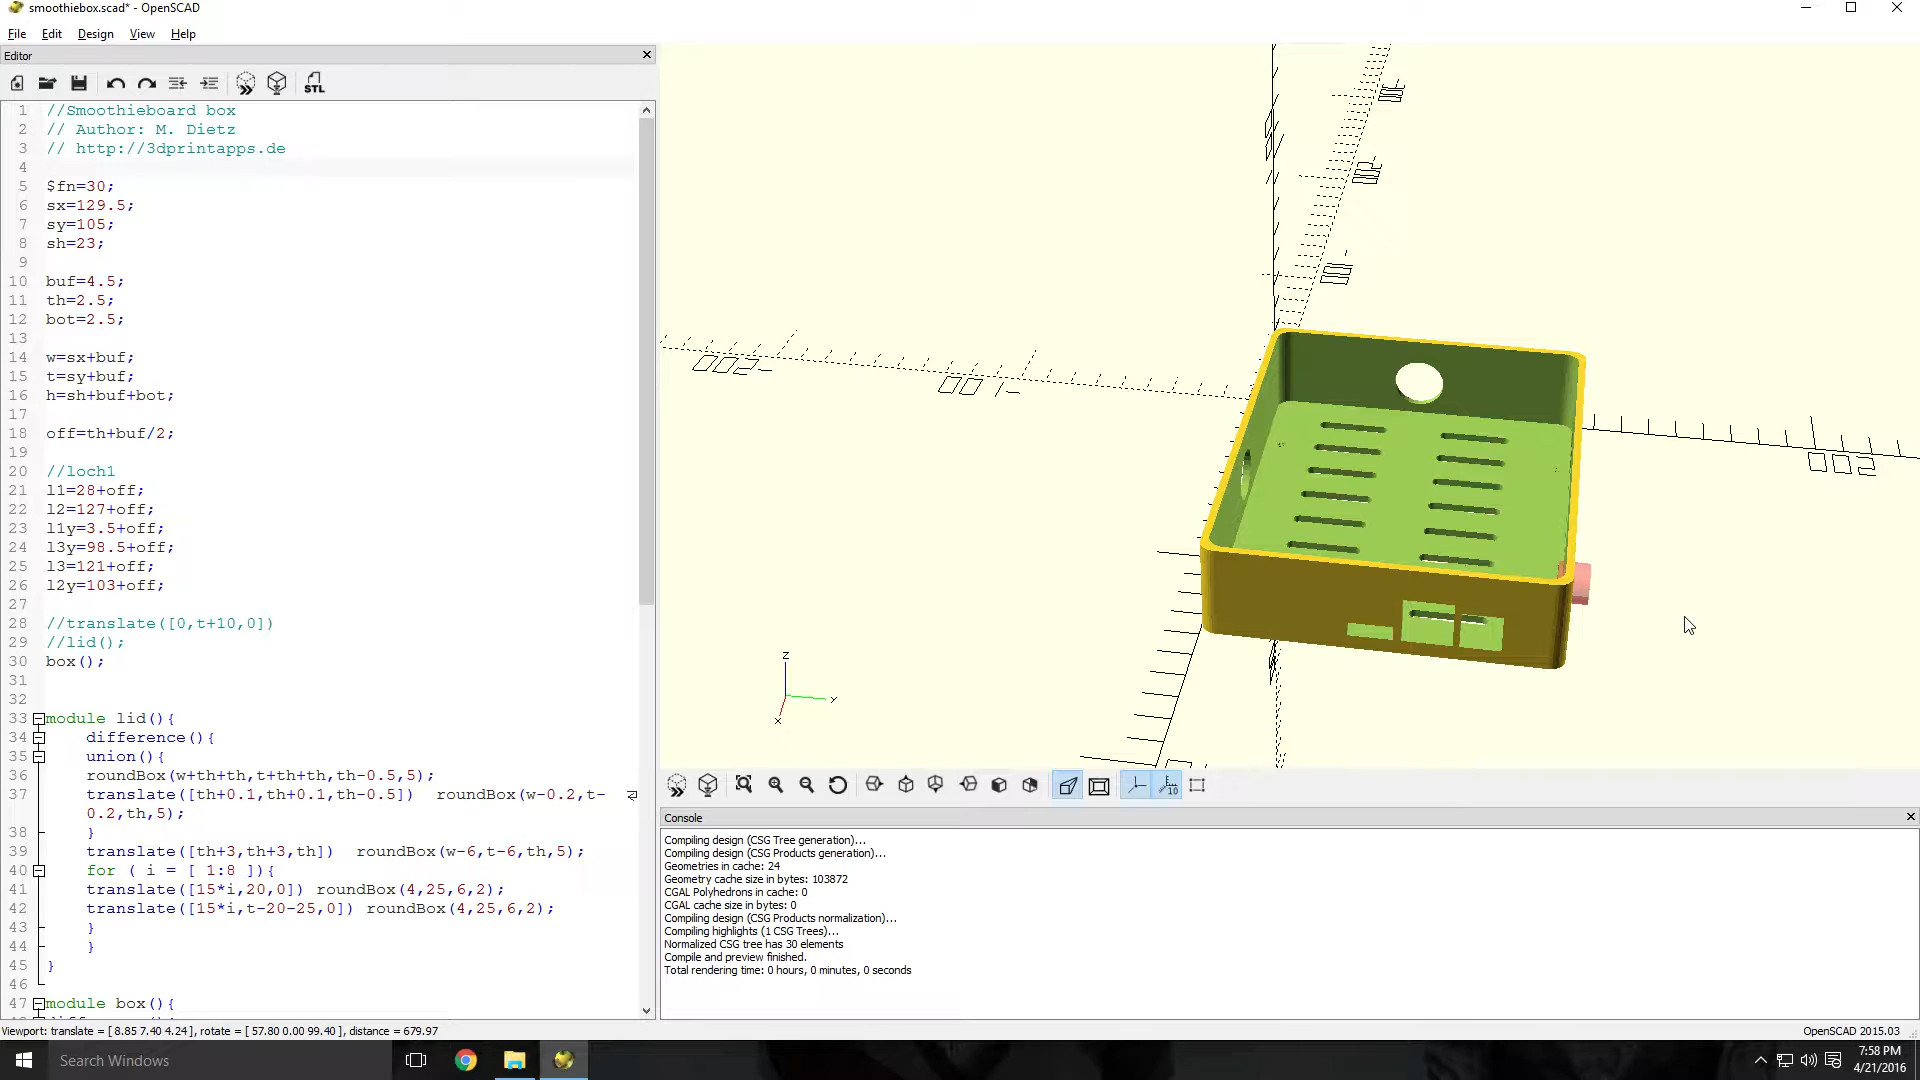 smoothiebox.scad* - OpenSCAD
File Edit Design View Help
Editor
STL
1 //Smoothieboard box
2 // Author: M. Dietz
3 // http://3dprintapps.de
4
5 $fn=30;
6 sx=129.5;
7 sy=105;
8 sh=23;
9
10 buf=4.5;
11 th=2.5;
12 bot=2.5;
13
14 w=sx+buf;
15 t=sy+buf;
16 h=sh+buf+bot;
17
18 off=th+buf/2;
19
20 //loch1
21 l1=28+off;
22 l2=127+off;
23 l1y=3.5+off;
24 l3y=98.5+off;
25 l3=121+off;
26 l2y=103+off;
27
28 //translate([0,t+10,0])
29 //lid();
30 box();
31
32
33 module lid(){
34 difference(){
35 union(){
36 roundBox(w+th+th,t+th+th,th-0.5,5);
37 translate([th+0.1,th+0.1,th-0.5]) roundBox(w-0.2,t-
0.2,th,5);
38 }
39 translate([th+3,th+3,th]) roundBox(w-6,t-6,th,5);
40 for ( i = [ 1:8 ]){
41 translate([15*i,20,0]) roundBox(4,25,6,2);
42 translate([15*i,t-20-25,0]) roundBox(4,25,6,2);
43 }
44 }
45 }
46
47 module box(){
-200
-100
200
z
y
x
10
Console
Compiling design (CSG Tree generation)...
Compiling design (CSG Products generation)...
Geometries in cache: 24
Geometry cache size in bytes: 103872
CGAL Polyhedrons in cache: 0
CGAL cache size in bytes: 0
Compiling design (CSG Products normalization)...
Compiling highlights (1 CSG Trees)...
Normalized CSG tree has 30 elements
Compile and preview finished.
Total rendering time: 0 hours, 0 minutes, 0 seconds
Viewport: translate = [ 8.85 7.40 4.24 ], rotate = [ 57.80 0.00 99.40 ], distance = 679.97
OpenSCAD 2015.03
Search Windows
7:58 PM
4/21/2016